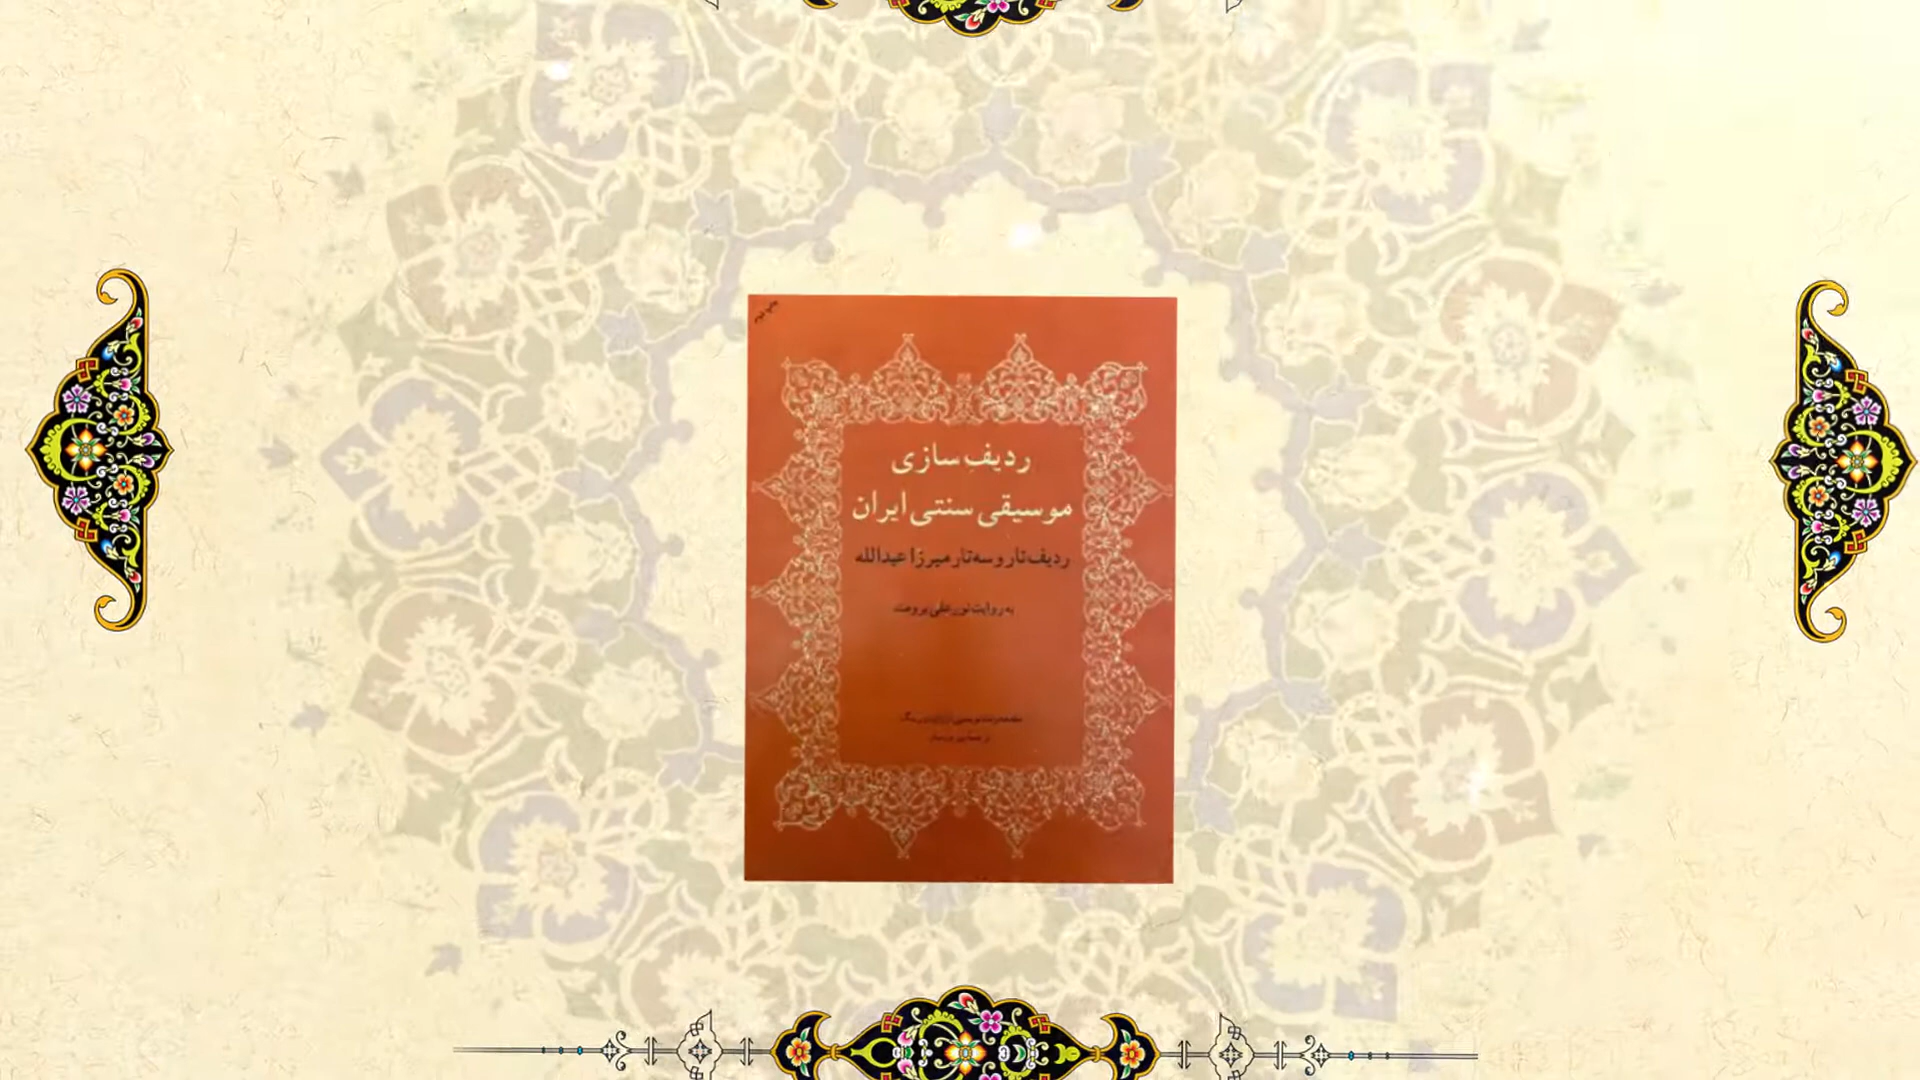 ردیف سازی
موسیقی سنتی ایران
ردیف تار و سه تار میرزا عبدالله
به روایت نورعلی برومند